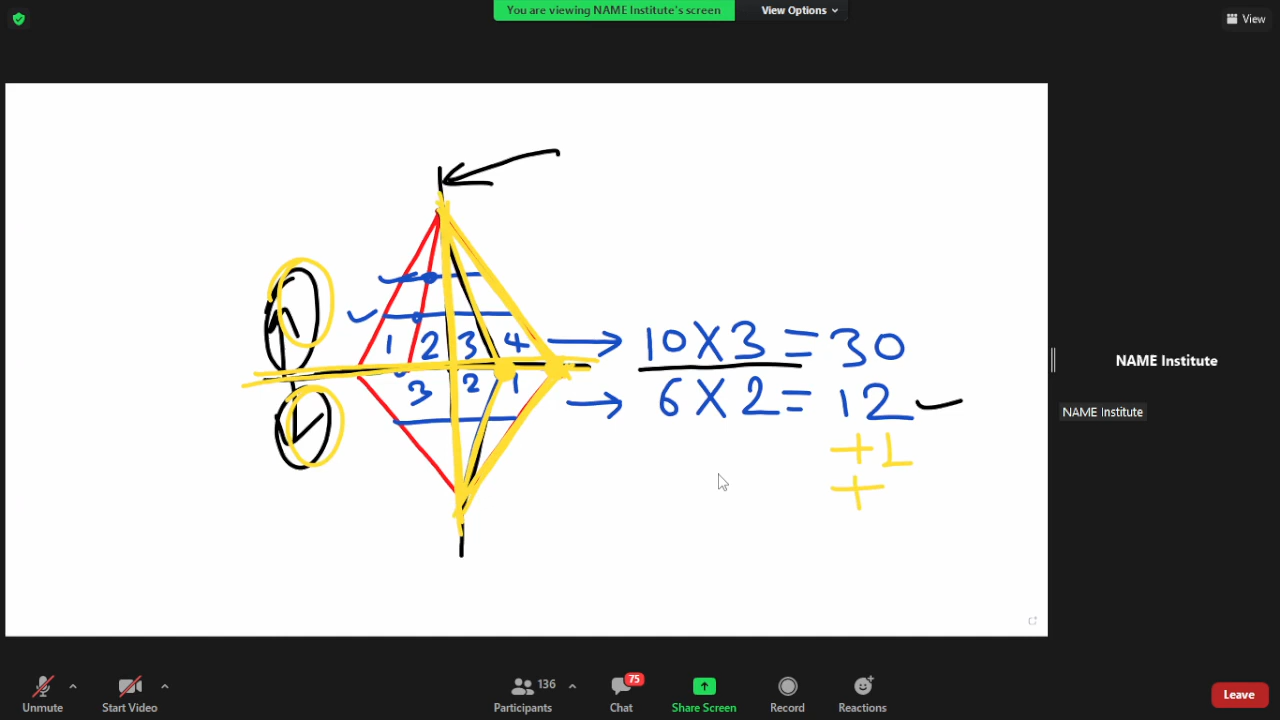 You are viewing NAME Institute's screen
View Options
View
1 2 3 4
10 X 3 = 30
3 2 1
6 X 2 = 12
+1
+
NAME Institute
NAME Institute
Unmute
Start Video
136
Participants
75
Chat
Share Screen
Record
Reactions
Leave